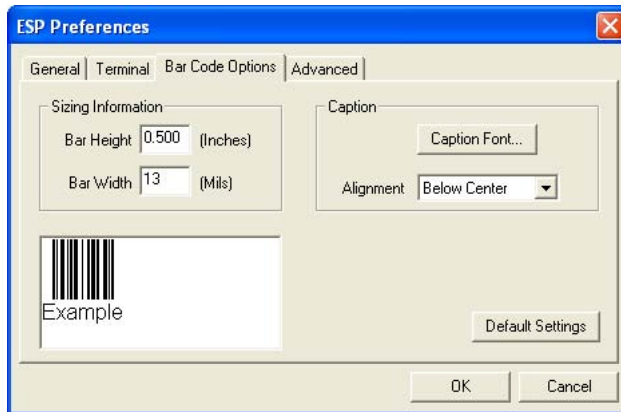 ESP Preferences
General Terminal Bar Code Options Advanced
Sizing Information
Bar Height 0.500 (Inches)
Bar Width 13 (Mils)
Caption
Caption Font...
Alignment Below Center
Example
Default Settings
OK Cancel